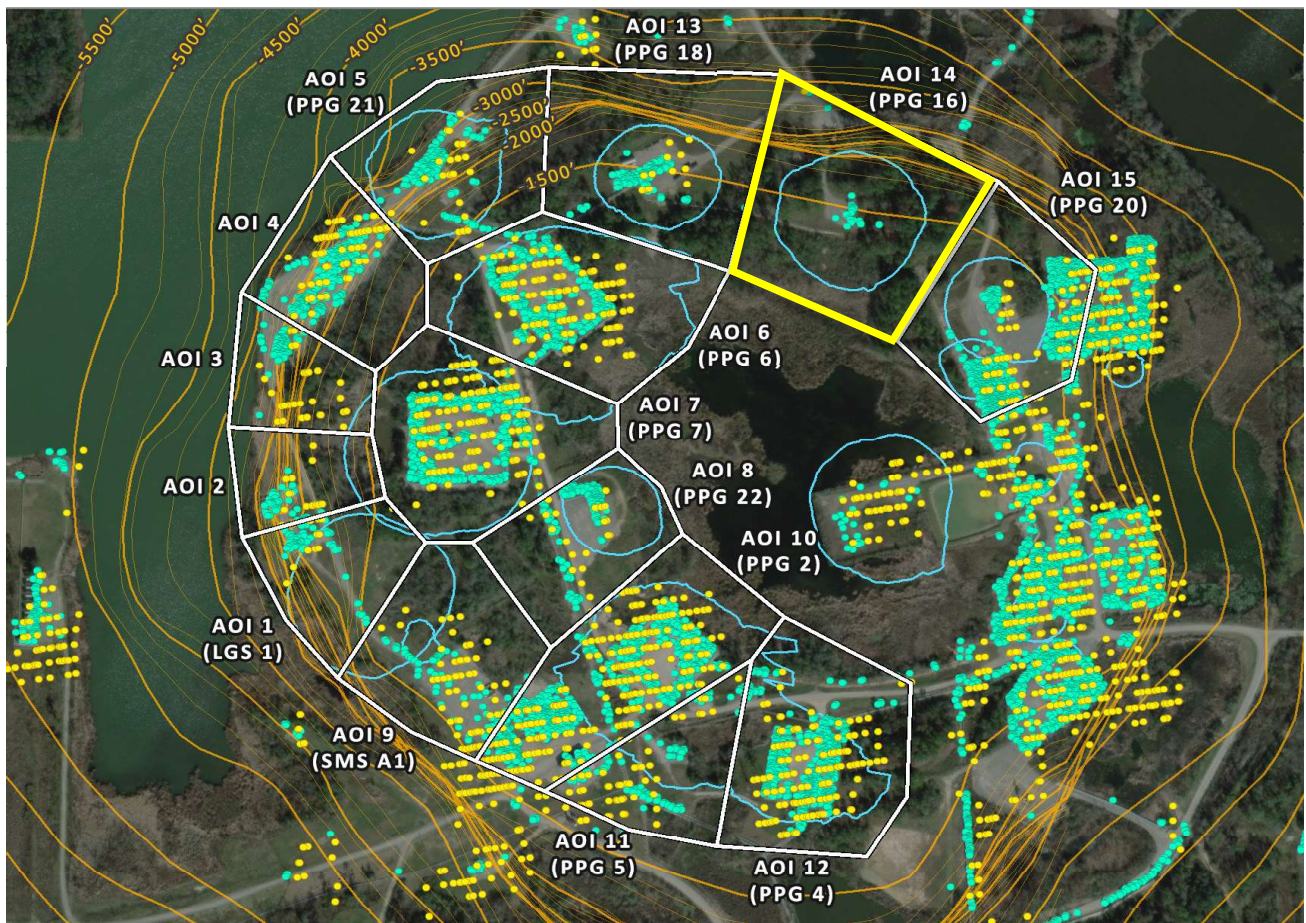 -5500'
-5000'
-4500'
-4000'
-3500'
-3000'
-2500'
-2000'
-1500'
AOI 13
(PPG 18)
AOI 5
(PPG 21)
AOI 14
(PPG 16)
AOI 15
(PPG 20)
AOI 4
AOI 3
AOI 6
(PPG 6)
AOI 7
(PPG 7)
AOI 8
(PPG 22)
AOI 2
AOI 10
(PPG 2)
AOI 1
(LGS 1)
AOI 9
(SMS A1)
AOI 11
(PPG 5)
AOI 12
(PPG 4)